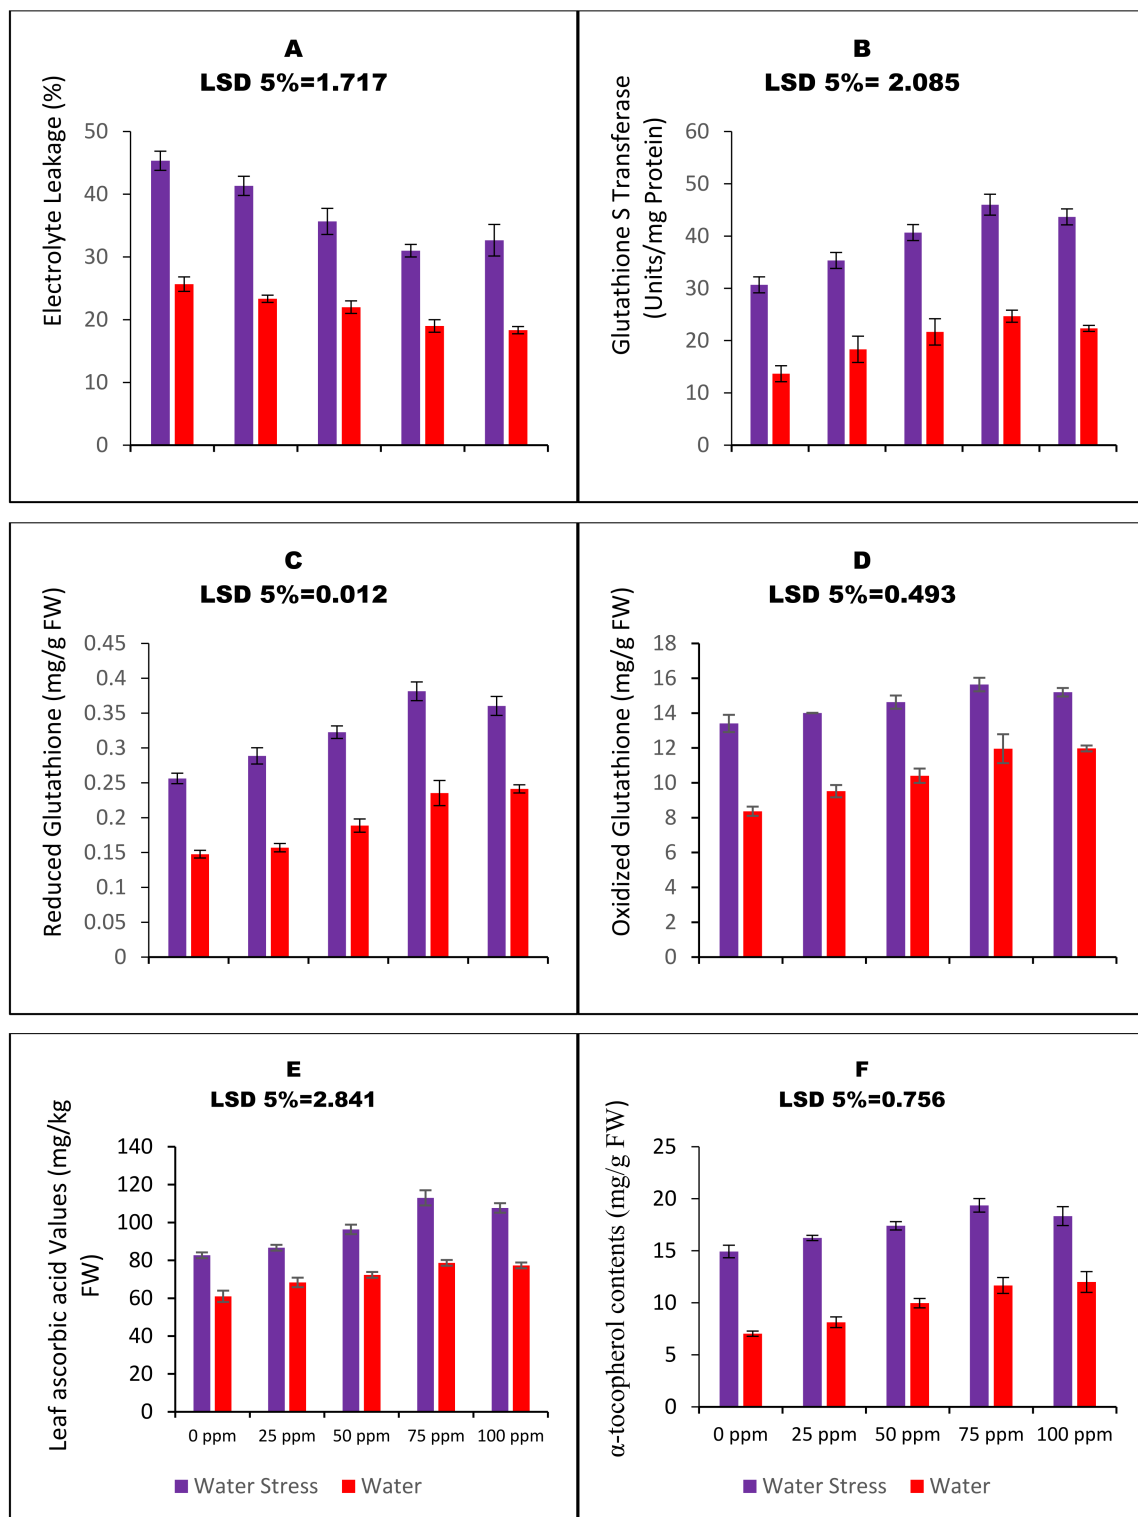 A
LSD 5%=1.717
Electrolyte Leakage (%)
50
40
30
20
10
0
B
LSD 5%= 2.085
Glutathione S Transferase
(Units/mg Protein)
60
50
40
30
20
10
0
C
LSD 5%=0.012
Reduced Glutathione (mg/g FW)
0.45
0.4
0.35
0.3
0.25
0.2
0.15
0.1
0.05
0
D
LSD 5%=0.493
Oxidized Glutathione (mg/g FW)
18
16
14
12
10
8
6
4
2
0
E
LSD 5%=2.841
Leaf ascorbic acid Values (mg/kg
FW)
140
120
100
80
60
40
20
0
0 ppm 25 ppm 50 ppm 75 ppm 100 ppm
Water Stress Water
F
LSD 5%=0.756
α-tocopherol contents (mg/g FW)
25
20
15
10
5
0
0 ppm 25 ppm 50 ppm 75 ppm 100 ppm
Water Stress Water